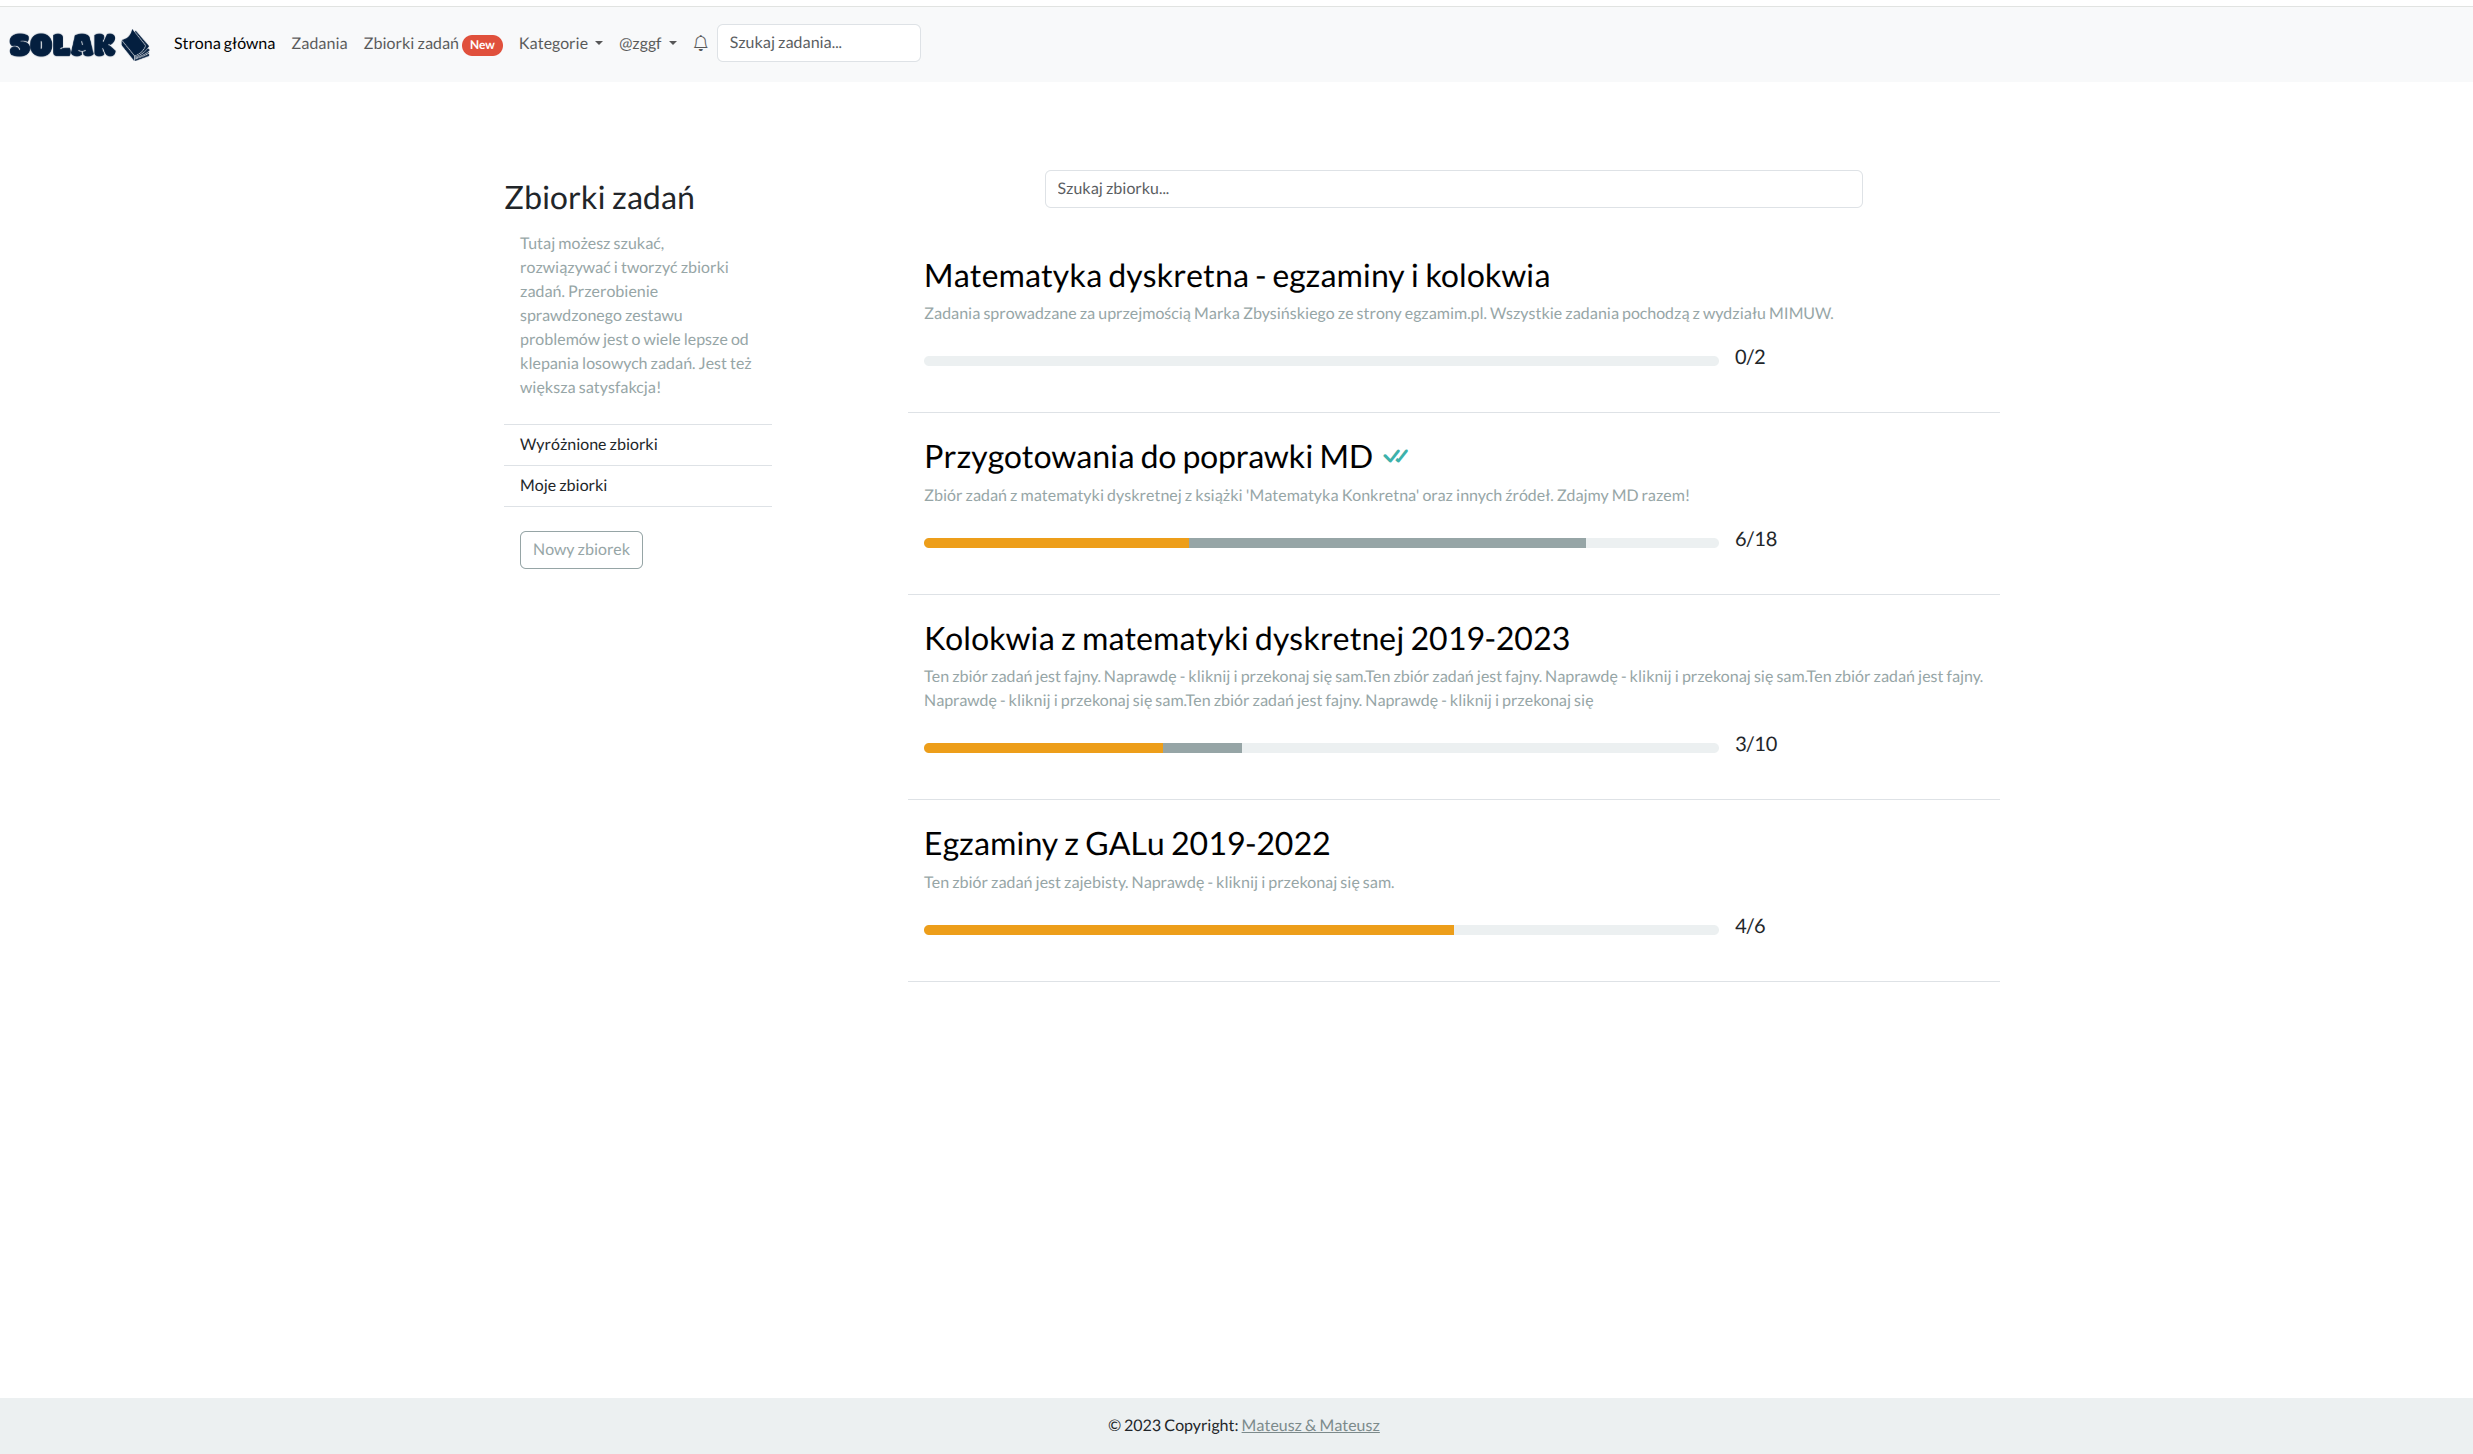 SOLAK
Strona główna Zadania Zbiorki zadań New Kategorie @zggf Szukaj zadania...
Zbiorki zadań
Tutaj możesz szukać,
rozwiązywać i tworzyć zbiorki
zadań. Przerobienie
sprawdzonego zestawu
problemów jest o wiele lepsze od
klepania losowych zadań. Jest też
większa satysfakcja!
Wyróżnione zbiorki
Moje zbiorki
Nowy zbiorek
Szukaj zbiorku...
Matematyka dyskretna - egzaminy i kolokwia
Zadania sprowadzane za uprzejmością Marka Zbysińskiego ze strony egzamim.pl. Wszystkie zadania pochodzą z wydziału MIMUW.
0/2
Przygotowania do poprawki MD
Zbiór zadań z matematyki dyskretnej z książki 'Matematyka Konkretna' oraz innych źródeł. Zdajmy MD razem!
6/18
Kolokwia z matematyki dyskretnej 2019-2023
Ten zbiór zadań jest fajny. Naprawdę - kliknij i przekonaj się sam.Ten zbiór zadań jest fajny. Naprawdę - kliknij i przekonaj się sam.Ten zbiór zadań jest fajny.
Naprawdę - kliknij i przekonaj się sam.Ten zbiór zadań jest fajny. Naprawdę - kliknij i przekonaj się
3/10
Egzaminy z GALu 2019-2022
Ten zbiór zadań jest zajebisty. Naprawdę - kliknij i przekonaj się sam.
4/6
© 2023 Copyright: Mateusz & Mateusz